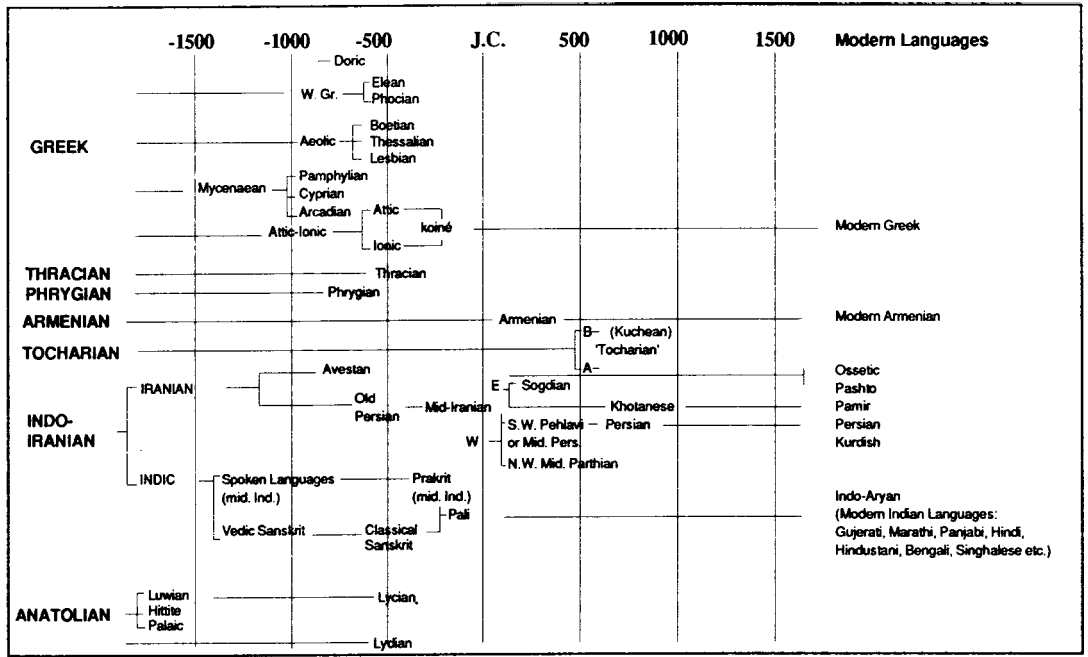 -1500 -1000 -500 J.C. 500 1000 1500 Modern Languages
Doric
W. Gr. Elean
Phocian
GREEK
Aeolic Boetian
Thessalian
Lesbian
Mycenaean Pamphylian
Cyprian
Arcadian
Attic-Ionic Attic
Ionic
koiné Modern Greek
THRACIAN Thracian
PHRYGIAN Phrygian
ARMENIAN Armenian Modern Armenian
TOCHARIAN B (Kuchean)
'Tocharian'
A
INDO-
IRANIAN
IRANIAN Avestan
Old
Persian Mid-Iranian
E Sogdian
Khotanese
W S.W. Pehlavi Persian
or Mid. Pers.
N.W. Mid. Parthian
Ossetic
Pashto
Pamir
Persian
Kurdish
INDIC Spoken Languages Prakrit
(mid. Ind.) (mid. Ind.)
Pali
Vedic Sanskrit Classical
Sanskrit
Indo-Aryan
(Modern Indian Languages:
Gujerati, Marathi, Panjabi, Hindi,
Hindustani, Bengali, Singhalese etc.)
ANATOLIAN Luwian Lycian,
Hittite
Palaic
Lydian